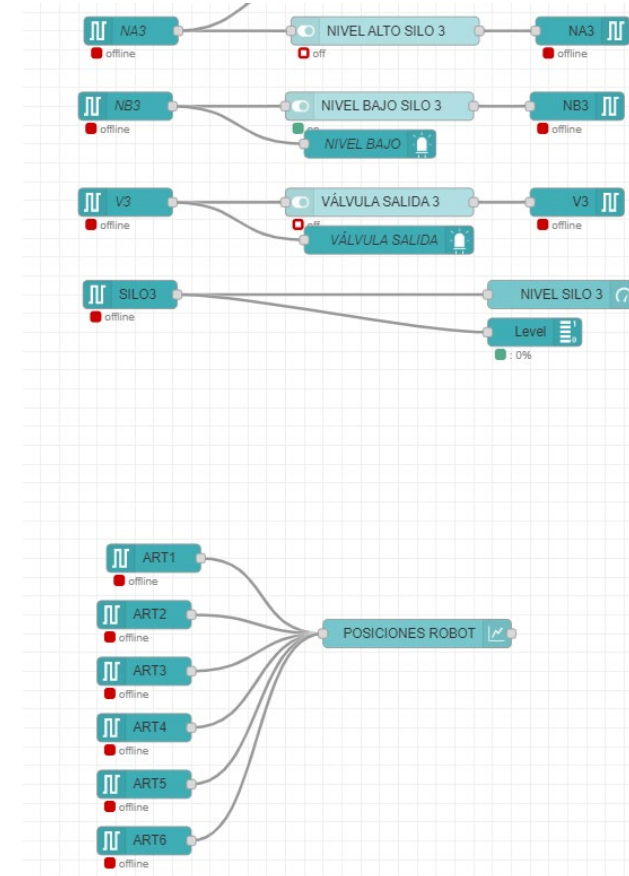 NA3 NIVEL ALTO SILO 3 NA3
offline off offline
NB3 NIVEL BAJO SILO 3 NB3
offline offline
NIVEL BAJO
V3 VÁLVULA SALIDA 3 V3
offline off offline
VÁLVULA SALIDA
SILO3 NIVEL SILO 3
offline
Level
: 0%
ART1
offline
ART2
offline
POSICIONES ROBOT
ART3
offline
ART4
offline
ART5
offline
ART6
offline